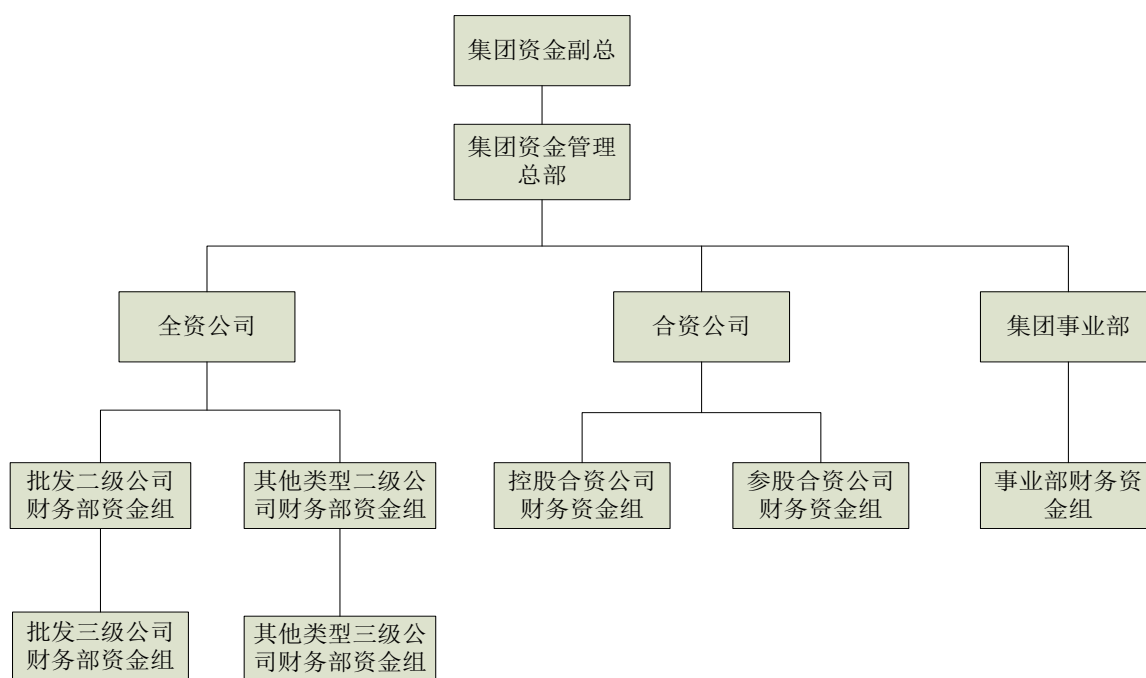 集团资金副总
集团资金管理
总部
全资公司
合资公司
集团事业部
批发二级公司
财务部资金组
其他类型二级公
司财务部资金组
控股合资公司
财务资金组
参股合资公司
财务资金组
事业部财务资
金组
批发三级公司
财务部资金组
其他类型三级公
司财务部资金组